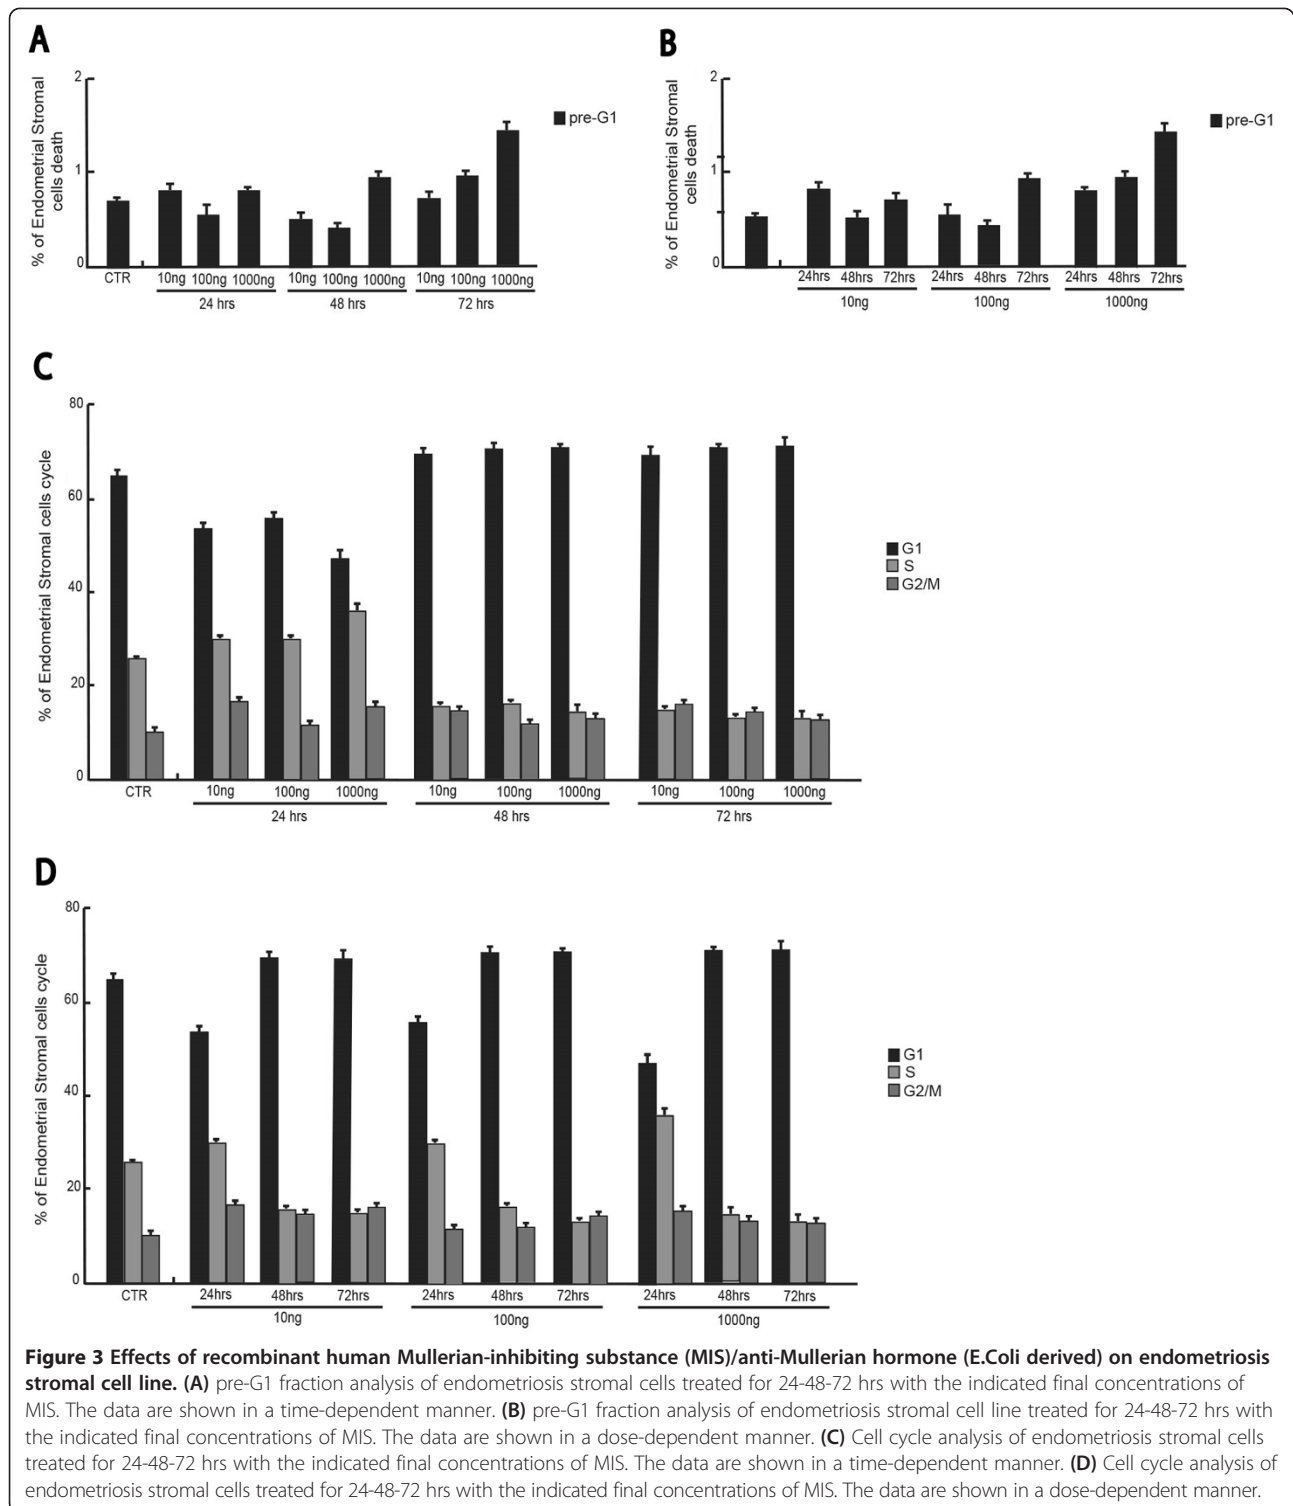 A
% of Endometrial Stromal
cells death
2
1
0
pre-G1
CTR
10ng 100ng 1000ng 10ng 100ng 1000ng 10ng 100ng 1000ng
24 hrs 48 hrs 72 hrs
B
% of Endometrial Stromal
cells death
2
1
0
pre-G1
24hrs 48hrs 72hrs 24hrs 48hrs 72hrs 24hrs 48hrs 72hrs
10ng 100ng 1000ng
C
% of Endometrial Stromal cells cycle
80
60
40
20
0
G1
S
G2/M
CTR 10ng 100ng 1000ng 10ng 100ng 1000ng 10ng 100ng 1000ng
24 hrs 48 hrs 72 hrs
D
% of Endometrial Stromal cells cycle
80
60
40
20
0
G1
S
G2/M
CTR 24hrs 48hrs 72hrs 24hrs 48hrs 72hrs 24hrs 48hrs 72hrs
10ng 100ng 1000ng
Figure 3 Effects of recombinant human Mullerian-inhibiting substance (MIS)/anti-Mullerian hormone (E.Coli derived) on endometriosis
stromal cell line. (A) pre-G1 fraction analysis of endometriosis stromal cells treated for 24-48-72 hrs with the indicated final concentrations of
MIS. The data are shown in a time-dependent manner. (B) pre-G1 fraction analysis of endometriosis stromal cell line treated for 24-48-72 hrs with
the indicated final concentrations of MIS. The data are shown in a dose-dependent manner. (C) Cell cycle analysis of endometriosis stromal cells
treated for 24-48-72 hrs with the indicated final concentrations of MIS. The data are shown in a time-dependent manner. (D) Cell cycle analysis of
endometriosis stromal cells treated for 24-48-72 hrs with the indicated final concentrations of MIS. The data are shown in a dose-dependent manner.